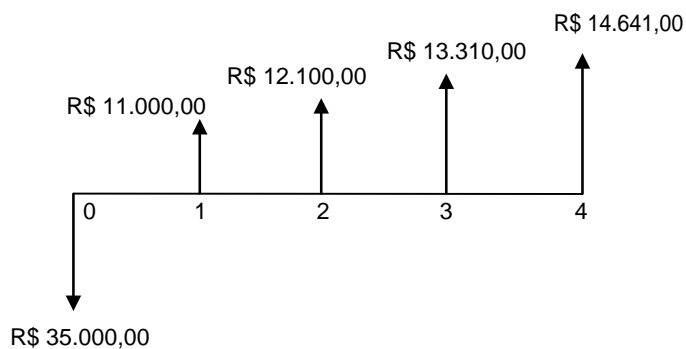 R$ 14.641,00
R$ 13.310,00
R$ 12.100,00
R$ 11.000,00
0 1 2 3 4
R$ 35.000,00